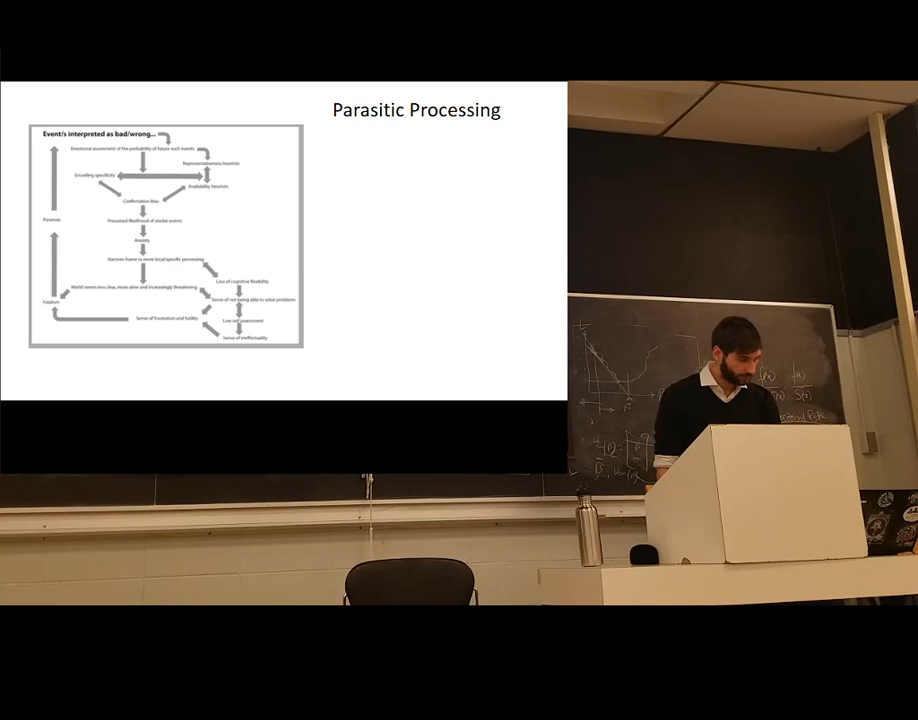 Parasitic Processing
Event/s interpreted as bad/wrong...
Emotional assessment of the probability of future such events
Representativeness heuristic
Encoding specificity
Availability heuristic
Confirmation bias
Presumed likelihood of similar events
Paranoia
Anxiety
Narrows frame to more local/specific processing
Loss of cognitive flexibility
World seems less clear, more alien and increasingly threatening
Sense of not being able to solve problems
Fatalism
Sense of frustration and futility
Low self assessment
Sense of ineffectuality